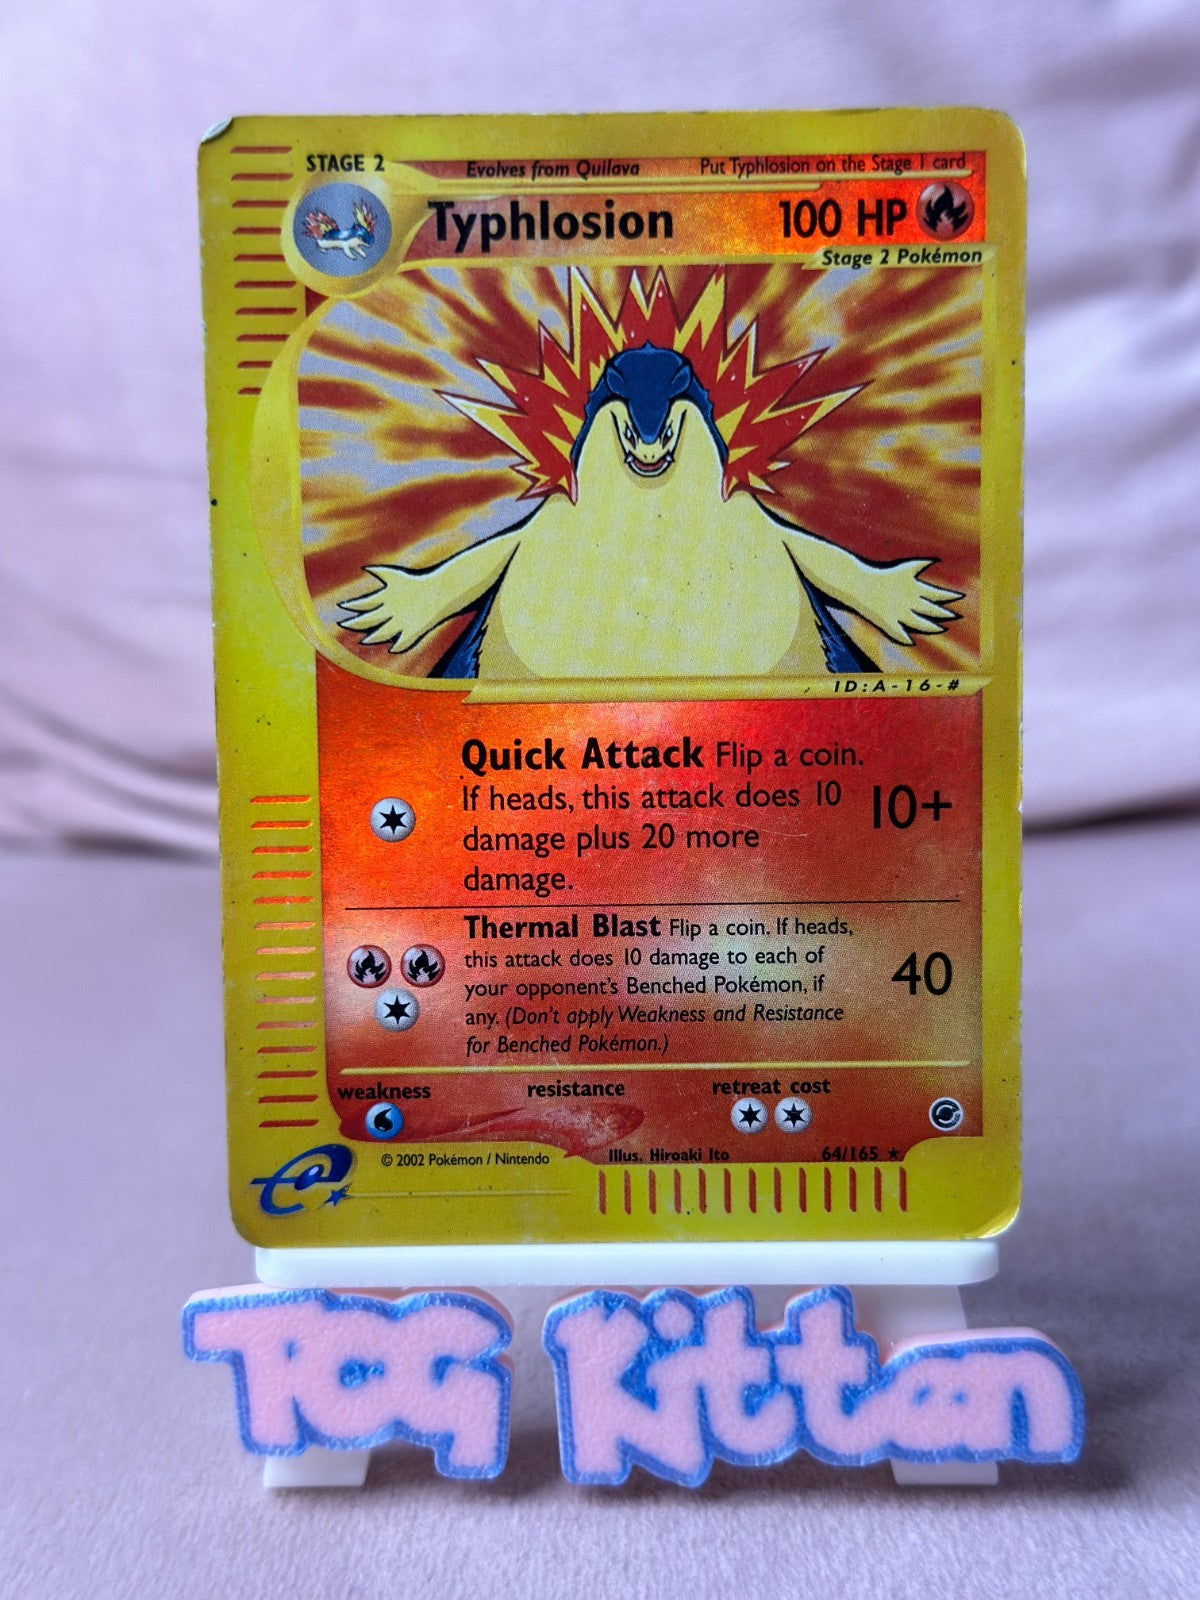 STAGE 2
Evolves from Quilava
Put Typhlosion on the Stage 1 card
Typhlosion
100 HP
Stage 2 Pokémon
ID:A-16-#
Quick Attack Flip a coin.
If heads, this attack does 10
damage plus 20 more
damage.
10+
Thermal Blast Flip a coin. If heads,
this attack does 10 damage to each of
your opponent's Benched Pokémon, if
any. (Don't apply Weakness and Resistance
for Benched Pokémon.)
40
weakness
resistance
retreat cost
© 2002 Pokémon / Nintendo
Illus. Hiroaki Ito
64/165 ★
TCG Kitten